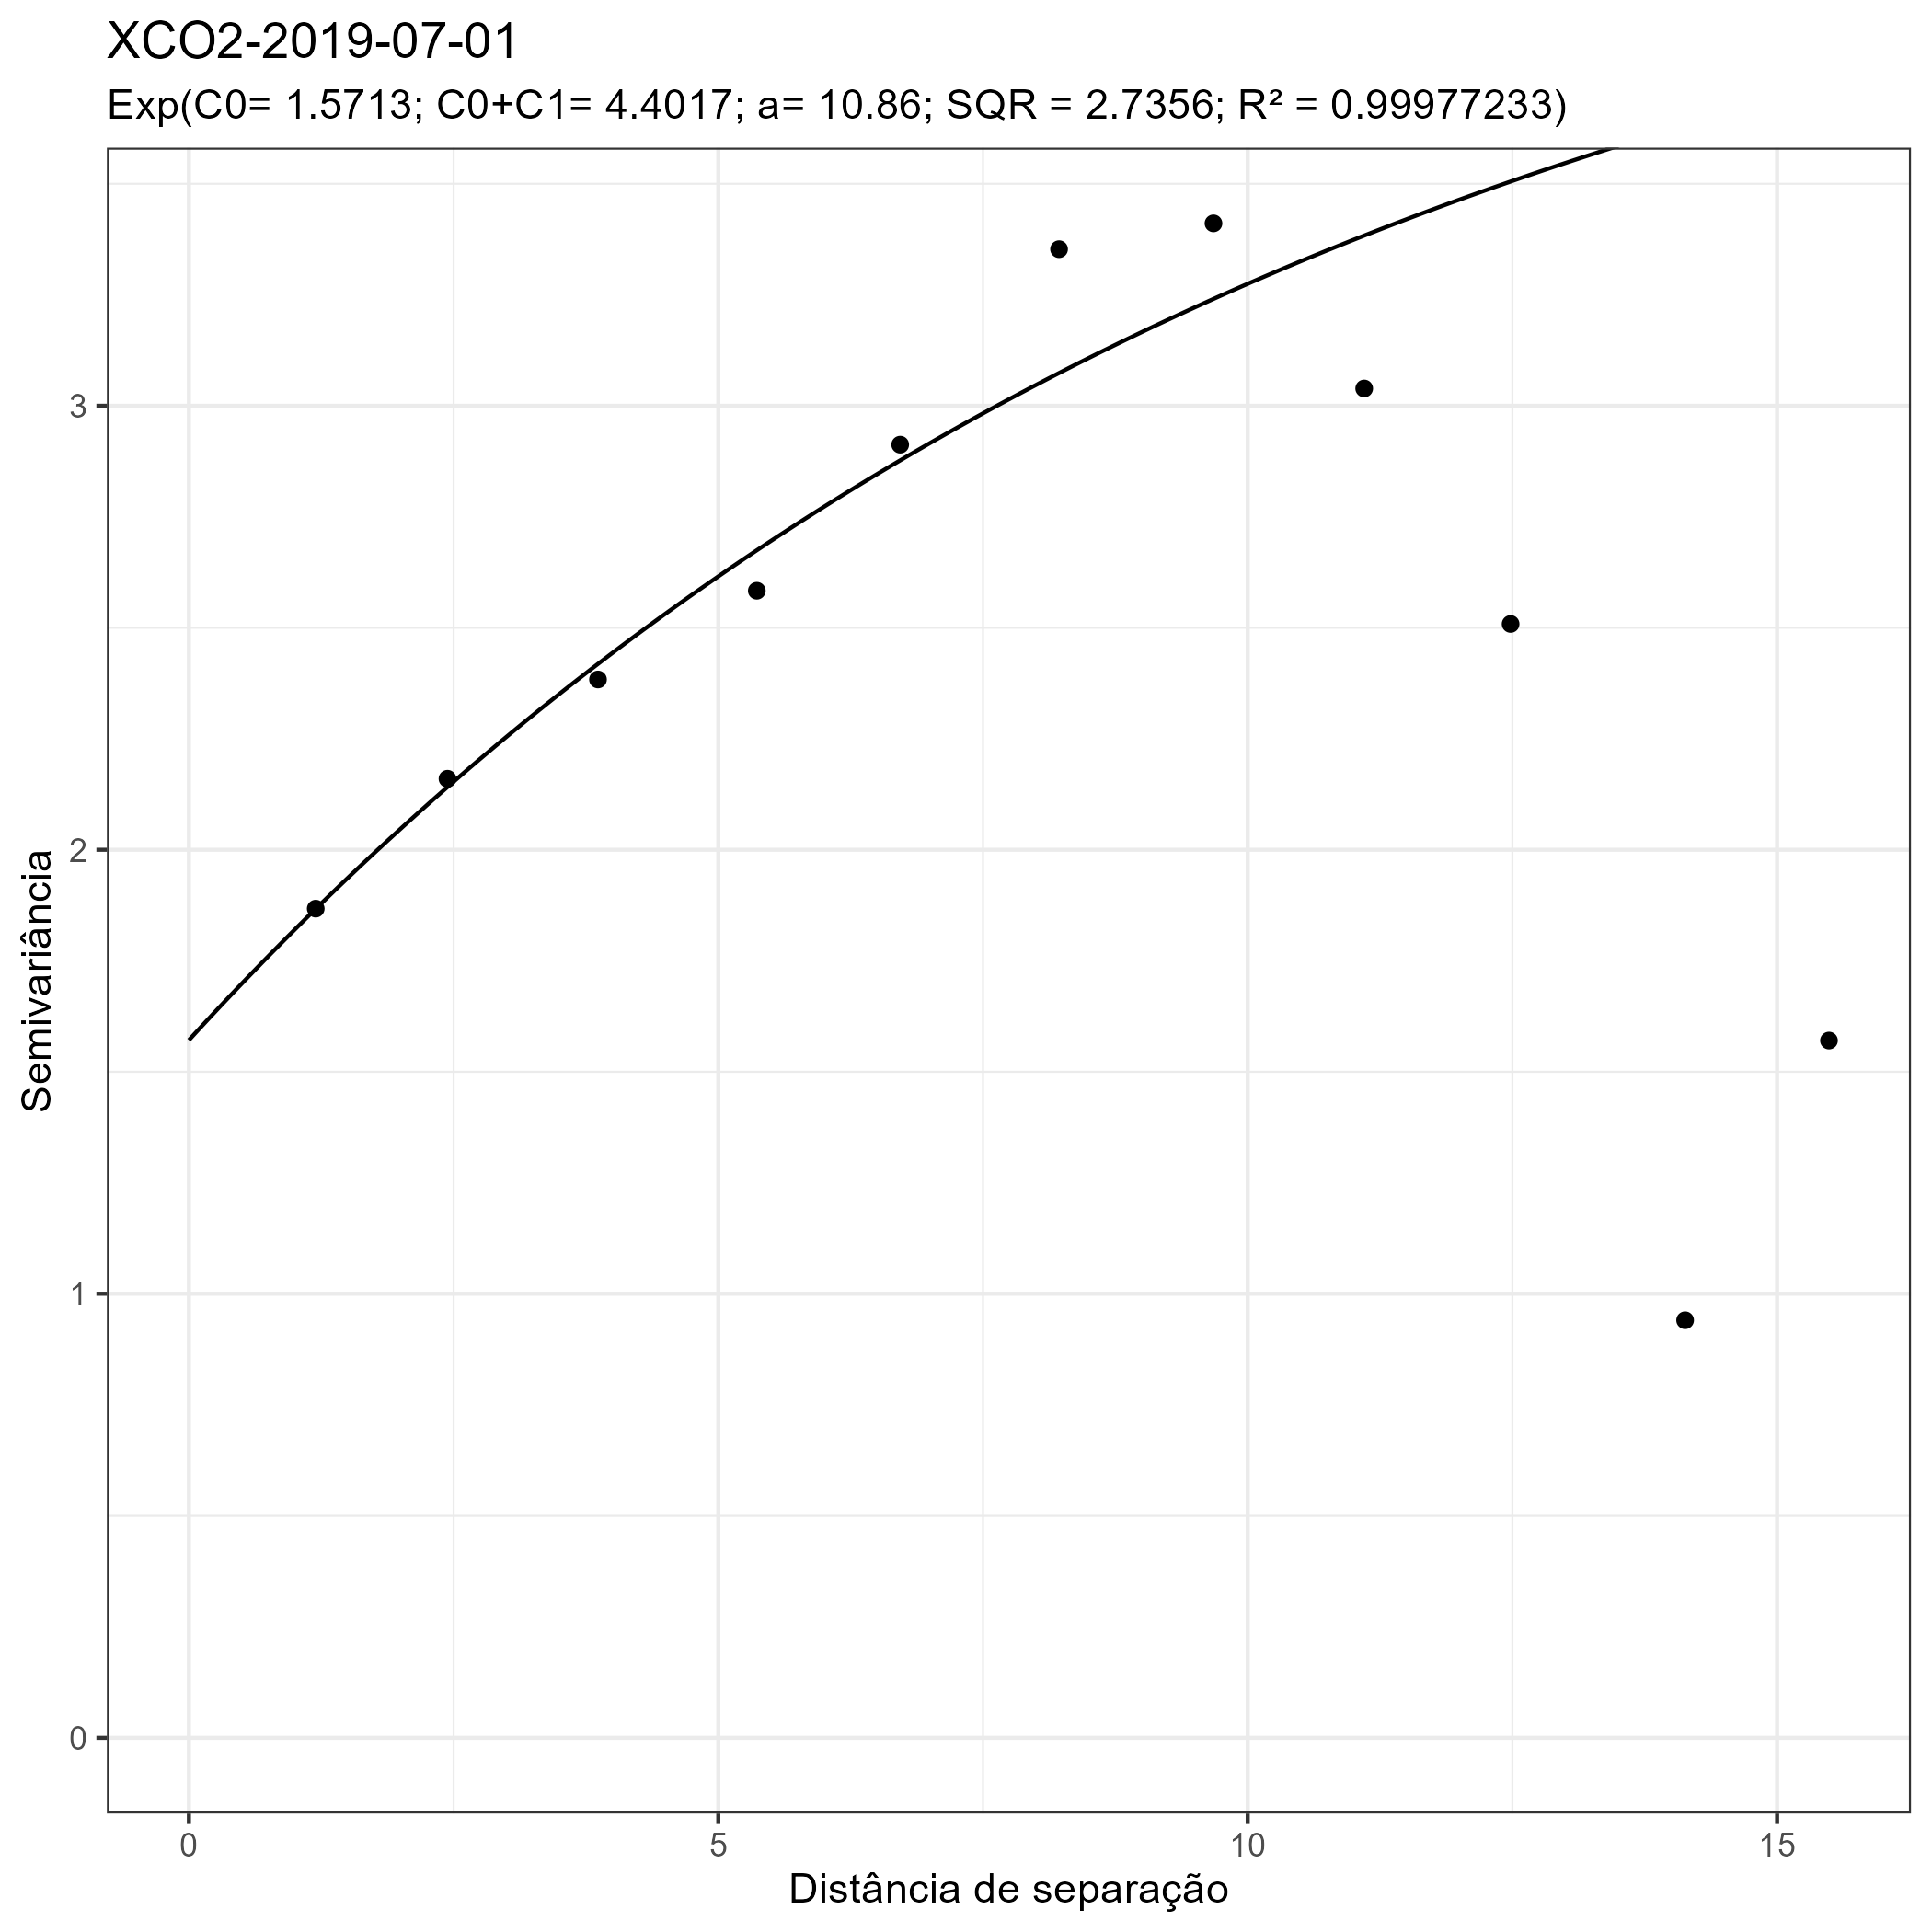 XCO2-2019-07-01
Exp(C0= 1.5713; C0+C1= 4.4017; a= 10.86; SQR = 2.7356; R² = 0.99977233)
Semivariância
3
2
1
0
0 5 10 15
Distância de separação